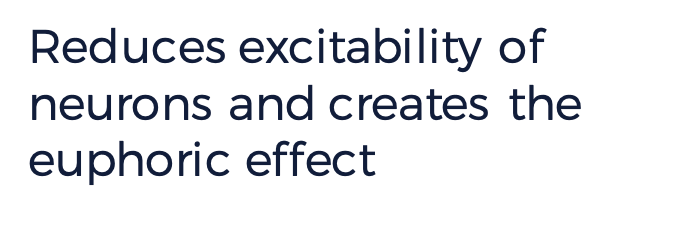 Reduces excitability of
neurons and creates the
euphoric effect